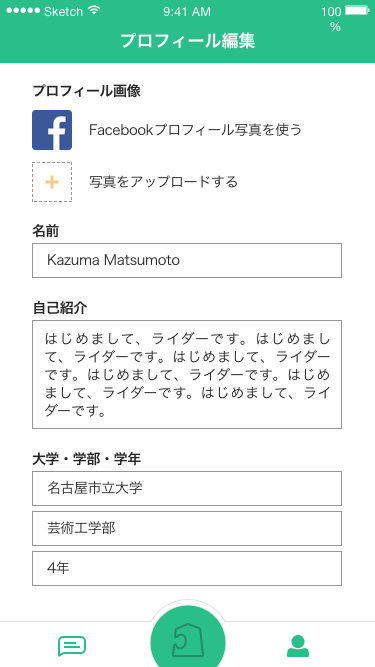 Sketch 9:41 AM 100
%
プロフィール編集
プロフィール画像
Facebookプロフィール写真を使う
写真をアップロードする
名前
Kazuma Matsumoto
自己紹介
はじめまして、ライダーです。はじめまし
て、ライダーです。はじめまして、ライダー
です。はじめまして、ライダーです。はじめ
まして、ライダーです。はじめまして、ライ
ダーです。
大学・学部・学年
名古屋市立大学
芸術工学部
4年